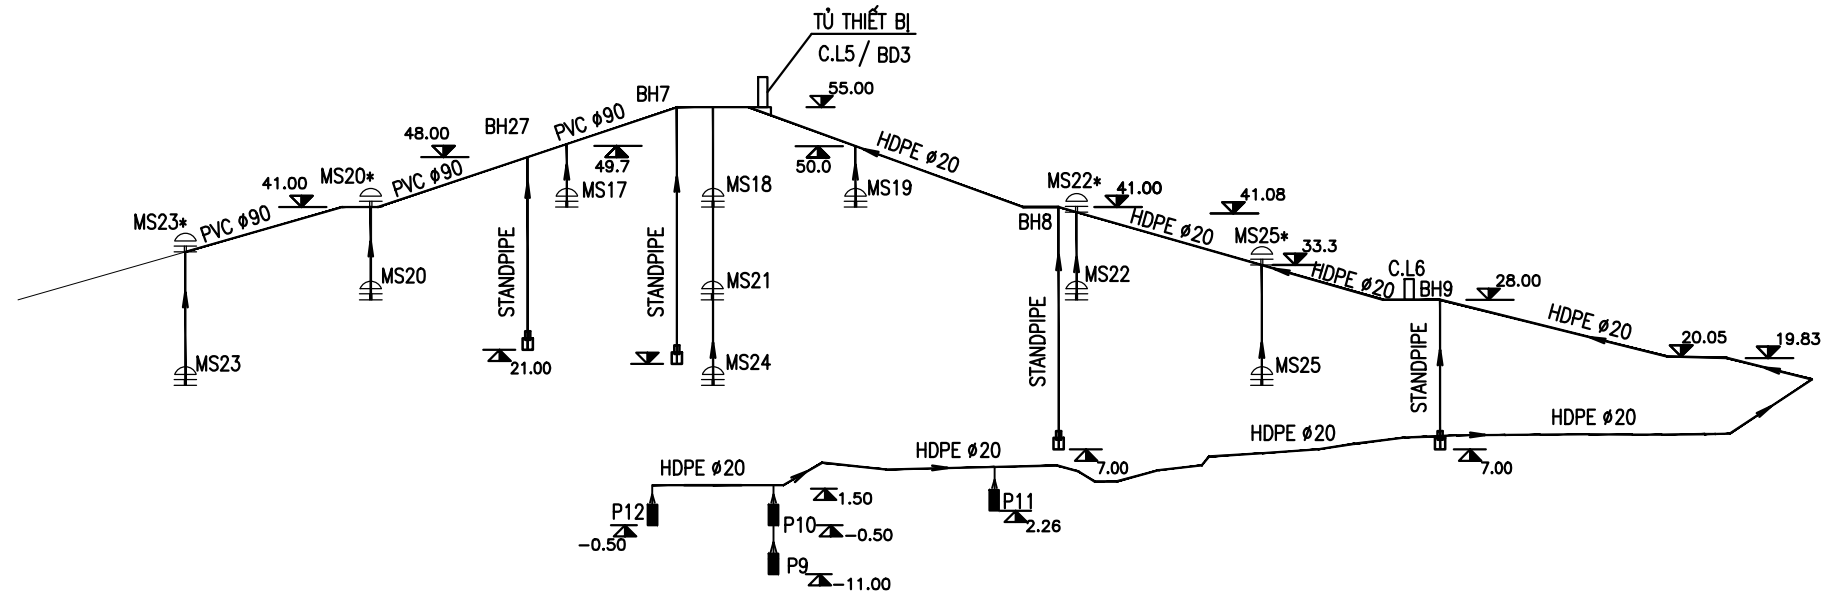 TỦ THIẾT BỊ
C.L5 / BD3
BH7
55.00
PVC ø90
BH27
48.00
49.7
50.0
HDPE ø20
MS20*
PVC ø90
41.00
MS17
MS18
MS19
MS22*
41.00
41.08
MS23*
PVC ø90
BH8
HDPE ø20
MS25*
33.3
STANDPIPE
STANDPIPE
MS20
MS21
MS22
HDPE ø20
C.L6
BH9
28.00
HDPE ø20
STANDPIPE
STANDPIPE
20.05
19.83
MS23
21.00
MS24
MS25
HDPE ø20
HDPE ø20
HDPE ø20
HDPE ø20
7.00
7.00
1.50
P12
P10
P11
2.26
-0.50
-0.50
P9
-11.00